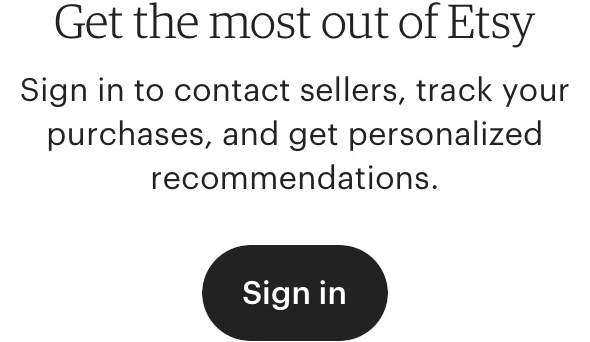 Get the most out of Etsy
Sign in to contact sellers, track your
purchases, and get personalized
recommendations.
Sign in